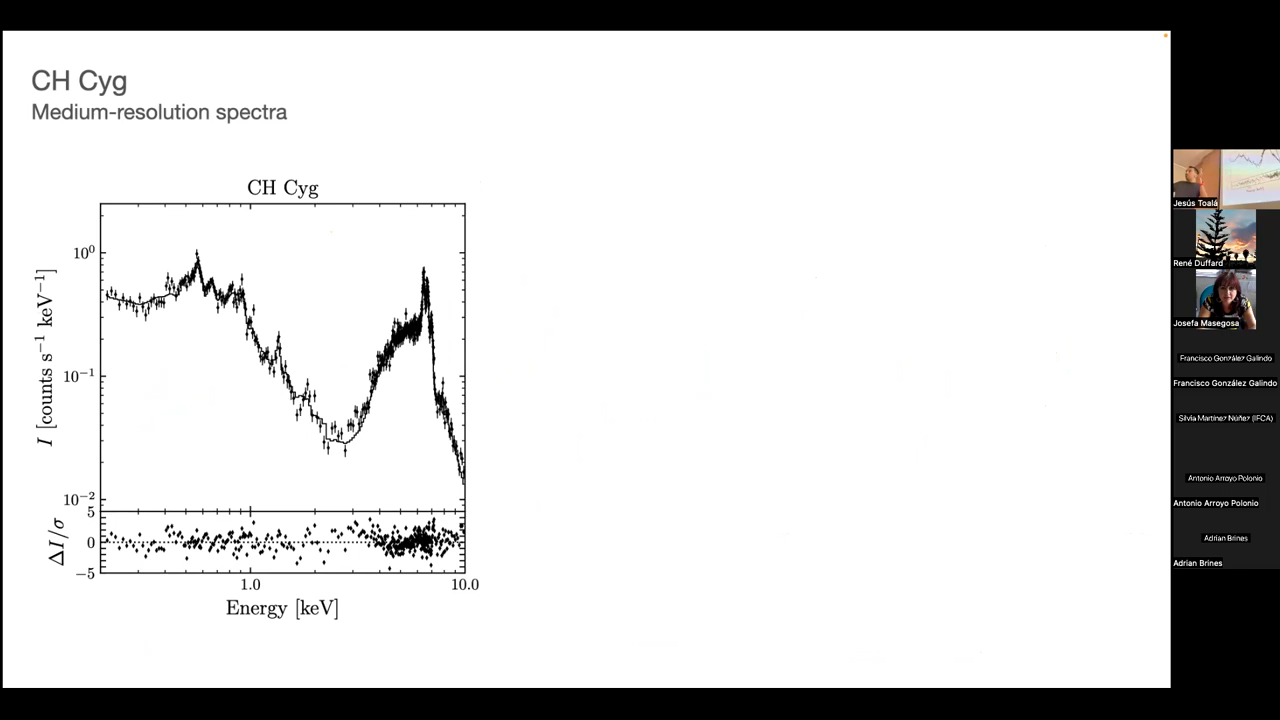 CH Cyg
Medium-resolution spectra
CH Cyg
10⁰
10⁻¹
10⁻²
I [counts s⁻¹ keV⁻¹]
5
0
−5
ΔI/σ
1.0
10.0
Energy [keV]
Jesús Toalá
René Duffard
Josefa Masegosa
Francisco González Galindo
Francisco González Galindo
Silvia Martínez Núñez (IFCA)
Antonio Arroyo Polonio
Antonio Arroyo Polonio
Adrian Brines
Adrian Brines